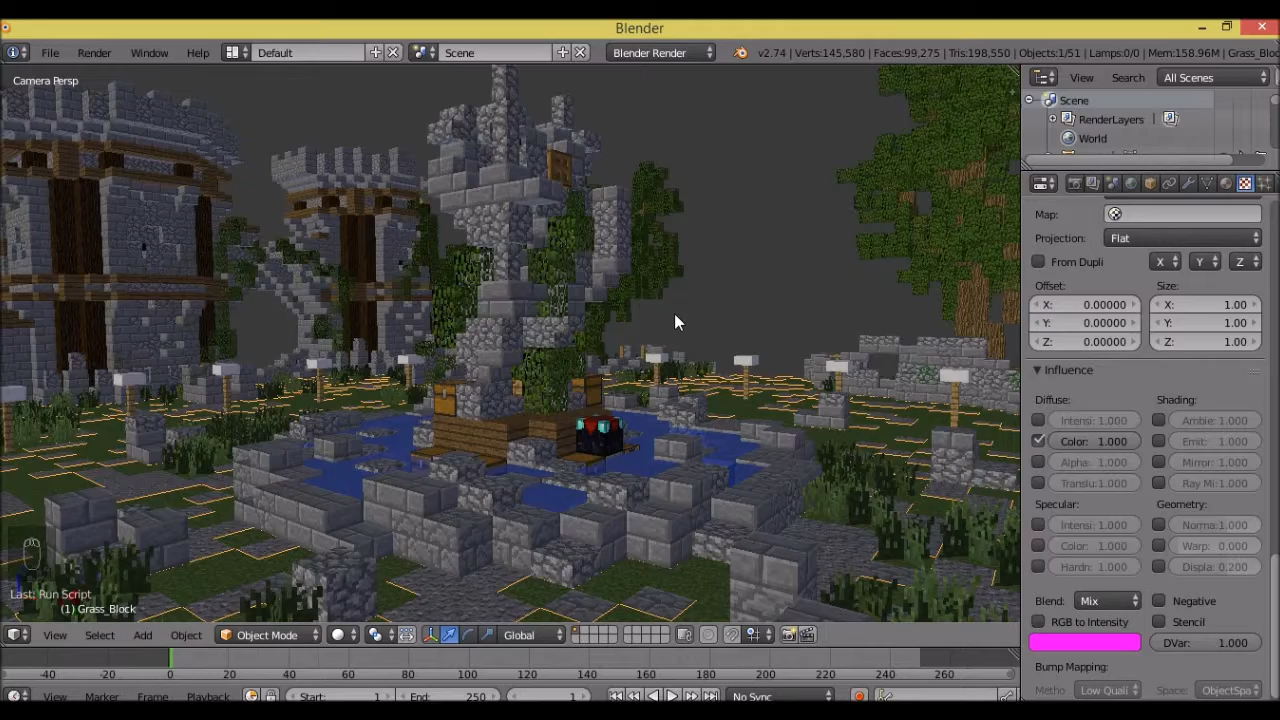 Blender
File Render Window Help Default Scene Blender Render v2.74 | Verts:145,580 | Faces:99,275 | Tris:198,550 | Objects:1/51 | Lamps:0/0 | Mem:158.96M | Grass_Bloc
Camera Persp
View Search All Scenes
Scene
RenderLayers
World
Map:
Projection: Flat
From Dupli X Y Z
Offset: Size:
X: 0.00000 X: 1.00
Y: 0.00000 Y: 1.00
Z: 0.00000 Z: 1.00
Influence
Diffuse: Shading:
Intensi: 1.000 Ambie: 1.000
Color: 1.000 Emit: 1.000
Alpha: 1.000 Mirror: 1.000
Translu: 1.000 Ray Mi: 1.000
Specular: Geometry:
Intensi: 1.000 Norma: 1.000
Color: 1.000 Warp: 0.000
Hardn: 1.000 Displa: 0.200
Blend: Mix Negative
RGB to Intensity Stencil
DVar: 1.000
Bump Mapping:
Metho Low Quali Space: ObjectSpa
Last: Run Script
(1) Grass_Block
View Select Add Object Object Mode Global
-40 -20 0 20 40 60 80 100 120 140 160 180 200 220 240 260
View Marker Frame Playback Start: 1 End: 250 1 No Sync